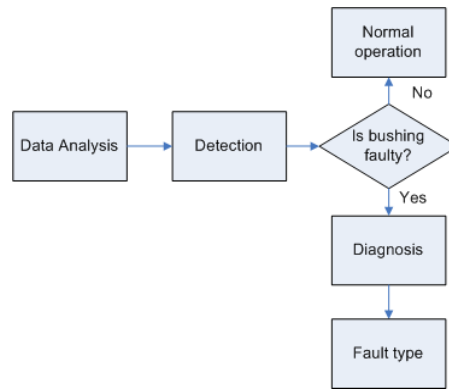 Normal
operation
No
Data Analysis
Detection
Is bushing
faulty?
Yes
Diagnosis
Fault type